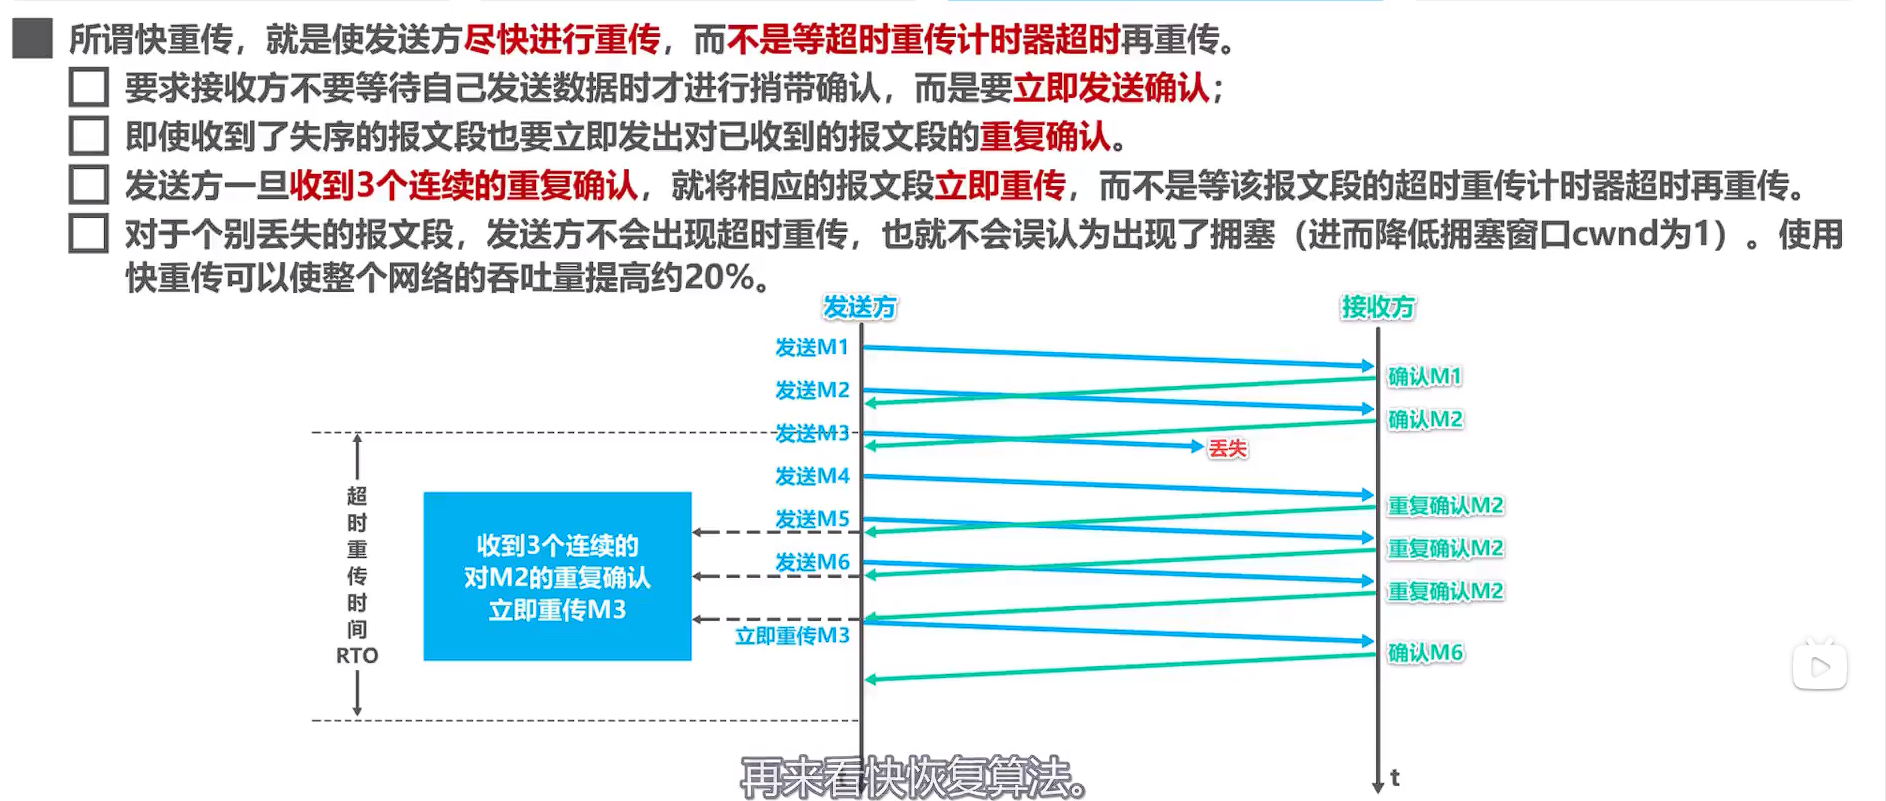 所谓快重传，就是使发送方尽快进行重传，而不是等超时重传计时器超时再重传。
要求接收方不要等待自己发送数据时才进行捎带确认，而是要立即发送确认；
即使收到了失序的报文段也要立即发出对已收到的报文段的重复确认。
发送方一旦收到3个连续的重复确认，就将相应的报文段立即重传，而不是等该报文段的超时重传计时器超时再重传。
对于个别丢失的报文段，发送方不会出现超时重传，也就不会误认为出现了拥塞（进而降低拥塞窗口cwnd为1）。使用
快重传可以使整个网络的吞吐量提高约20%。
发送方
接收方
发送M1
确认M1
发送M2
确认M2
发送M3
丢失
发送M4
重复确认M2
发送M5
重复确认M2
发送M6
重复确认M2
立即重传M3
确认M6
超时重传时间
RTO
收到3个连续的
对M2的重复确认
立即重传M3
t
再来看快恢复算法。